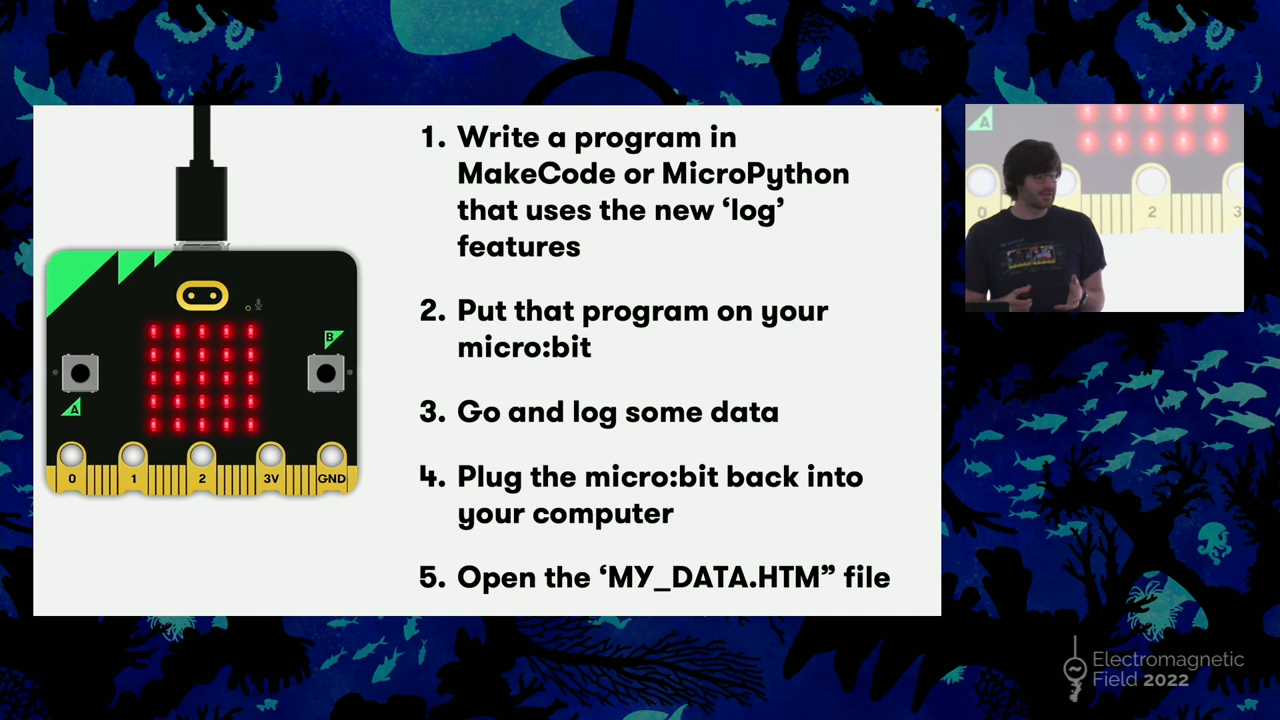 1. Write a program in
MakeCode or MicroPython
that uses the new ‘log’
features
2. Put that program on your
micro:bit
3. Go and log some data
4. Plug the micro:bit back into
your computer
5. Open the ‘MY_DATA.HTM” file
B
A
0 1 2 3V GND
A
0 2 3
Electromagnetic
Field 2022